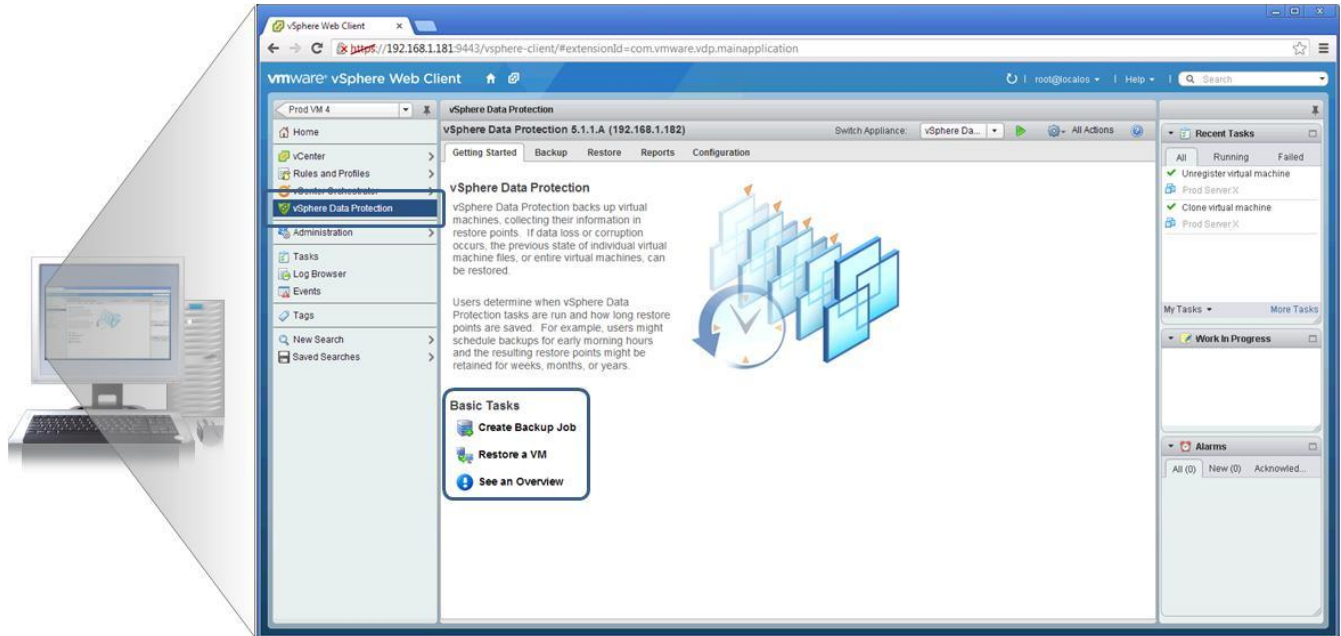 vSphere Web Client
https://192.168.1.181:9443/vsphere-client/#extensionId=com.vmware.vdp.mainapplication
vmware® vSphere Web Client
root@localos
Help
Search
Prod VM 4
Home
vCenter
Rules and Profiles
vCenter Orchestrator
vSphere Data Protection
Administration
Tasks
Log Browser
Events
Tags
New Search
Saved Searches
vSphere Data Protection
vSphere Data Protection 5.1.1.A (192.168.1.182)
Switch Appliance: vSphere Da... All Actions
Getting Started Backup Restore Reports Configuration
vSphere Data Protection
vSphere Data Protection backs up virtual
machines, collecting their information in
restore points. If data loss or corruption
occurs, the previous state of individual virtual
machine files, or entire virtual machines, can
be restored.
Users determine when vSphere Data
Protection tasks are run and how long restore
points are saved. For example, users might
schedule backups for early morning hours
and the resulting restore points might be
retained for weeks, months, or years.
Basic Tasks
Create Backup Job
Restore a VM
See an Overview
Recent Tasks
All Running Failed
Unregister virtual machine
Prod Server X
Clone virtual machine
Prod Server X
My Tasks More Tasks
Work In Progress
Alarms
All (0) New (0) Acknowled...